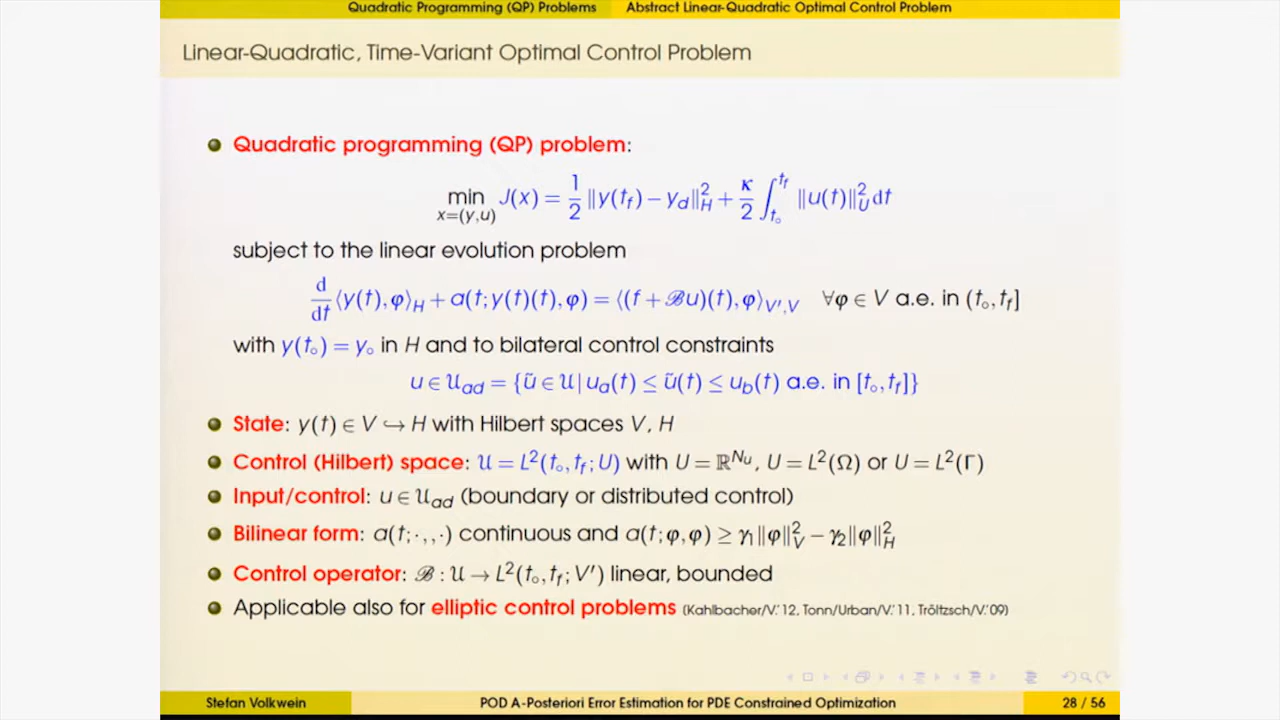 Quadratic Programming (QP) Problems Abstract Linear-Quadratic Optimal Control Problem
Linear-Quadratic, Time-Variant Optimal Control Problem
Quadratic programming (QP) problem:
min J(x) = 1/2 ‖y(t_f) − y_d‖²_H + κ/2 ∫_{t_∘}^{t_f} ‖u(t)‖²_U dt
x=(y,u)
subject to the linear evolution problem
d/dt ⟨y(t),φ⟩_H + a(t; y(t)(t),φ) = ⟨(f + ℬu)(t),φ⟩_{V′,V} ∀φ ∈ V a.e. in (t_∘,t_f]
with y(t_∘) = y_∘ in H and to bilateral control constraints
u ∈ 𝒰_ad = {ũ ∈ 𝒰 | u_a(t) ≤ ũ(t) ≤ u_b(t) a.e. in [t_∘,t_f]}
State: y(t) ∈ V ↪ H with Hilbert spaces V, H
Control (Hilbert) space: 𝒰 = L²(t_∘,t_f;U) with U = ℝ^{N_u}, U = L²(Ω) or U = L²(Γ)
Input/control: u ∈ 𝒰_ad (boundary or distributed control)
Bilinear form: a(t;·,,·) continuous and a(t;φ,φ) ≥ γ₁‖φ‖²_V − γ₂‖φ‖²_H
Control operator: ℬ : 𝒰 → L²(t_∘,t_f;V′) linear, bounded
Applicable also for elliptic control problems (Kahlbacher/V.'12, Tonn/Urban/V.'11, Tröltzsch/V.'09)
Stefan Volkwein POD A-Posteriori Error Estimation for PDE Constrained Optimization 28 / 56